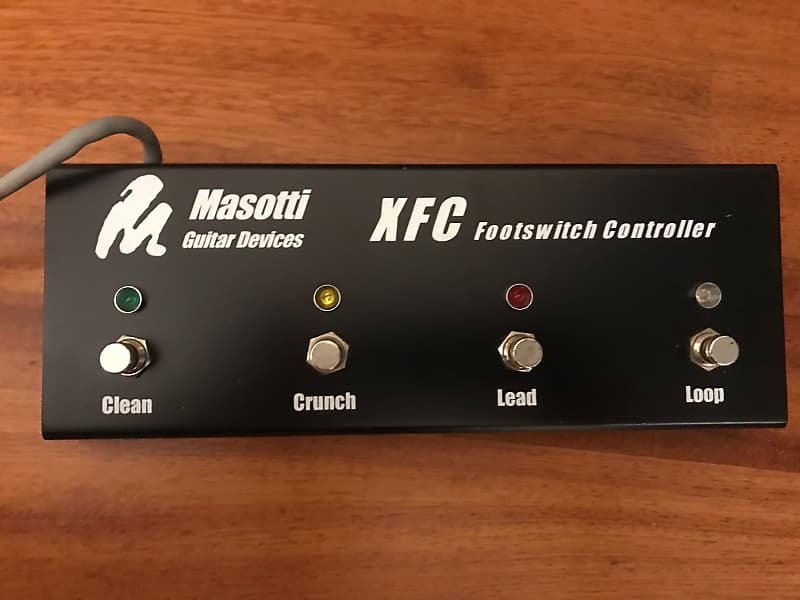 Masotti
Guitar Devices
XFC Footswitch Controller
Clean
Crunch
Lead
Loop